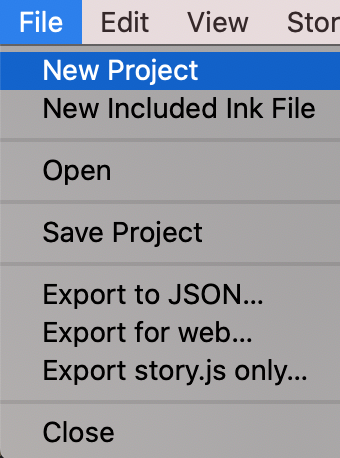 File Edit View Stor
New Project
New Included Ink File
Open
Save Project
Export to JSON...
Export for web...
Export story.js only...
Close